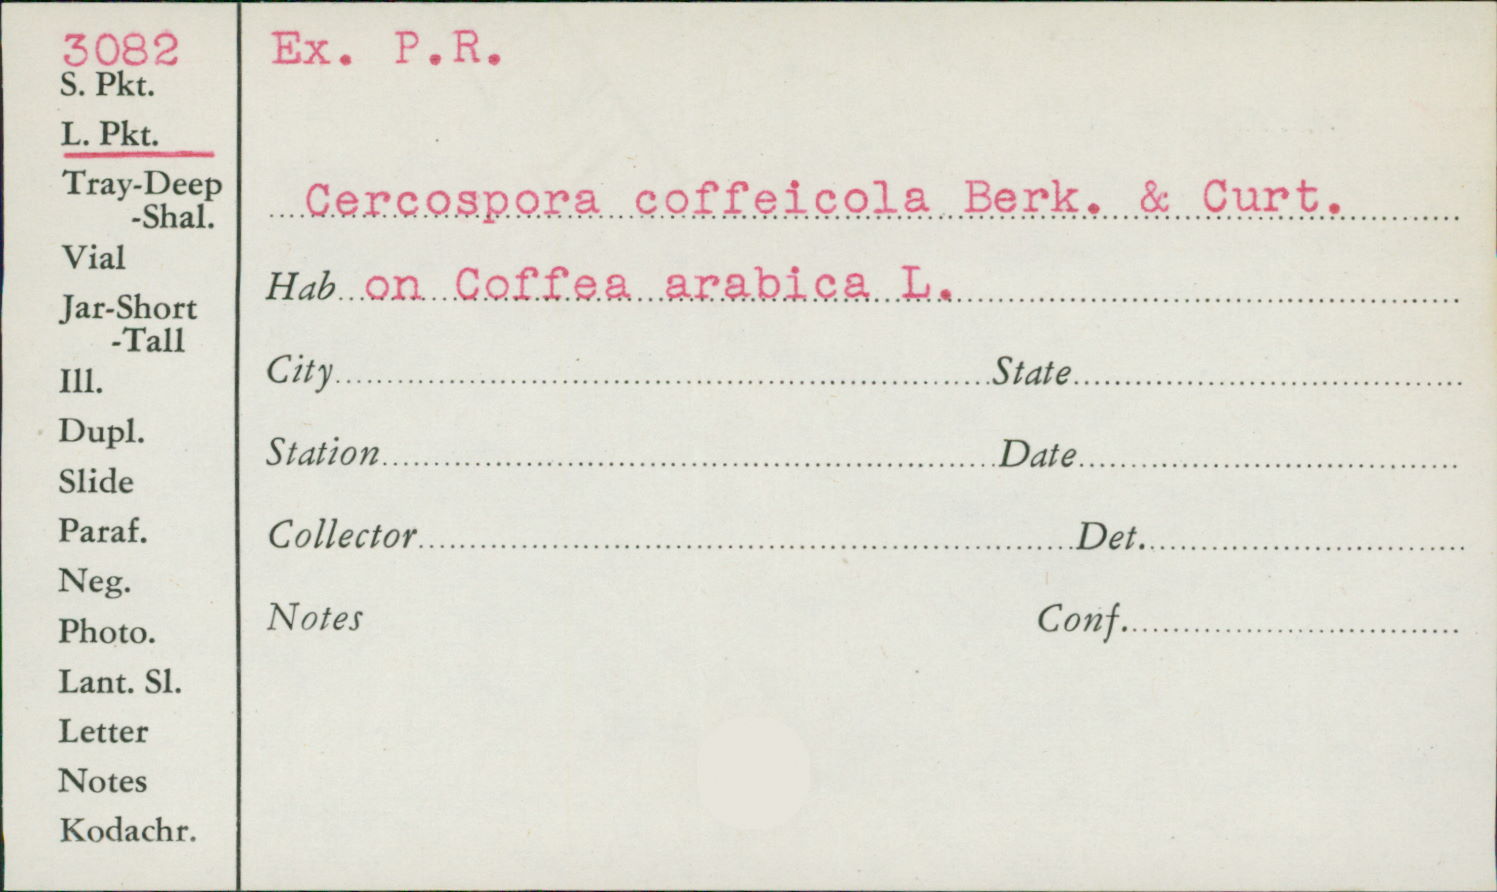 3082
S. Pkt.
L. Pkt.
Tray-Deep
-Shal.
Vial
Jar-Short
-Tall
Ill.
Dupl.
Slide
Paraf.
Neg.
Photo.
Lant. Sl.
Letter
Notes
Kodachr.
Ex. P.R.
Cercospora coffeicola Berk. & Curt.
Hab on Coffea arabica L.
City State
Station Date
Collector Det.
Notes Conf.